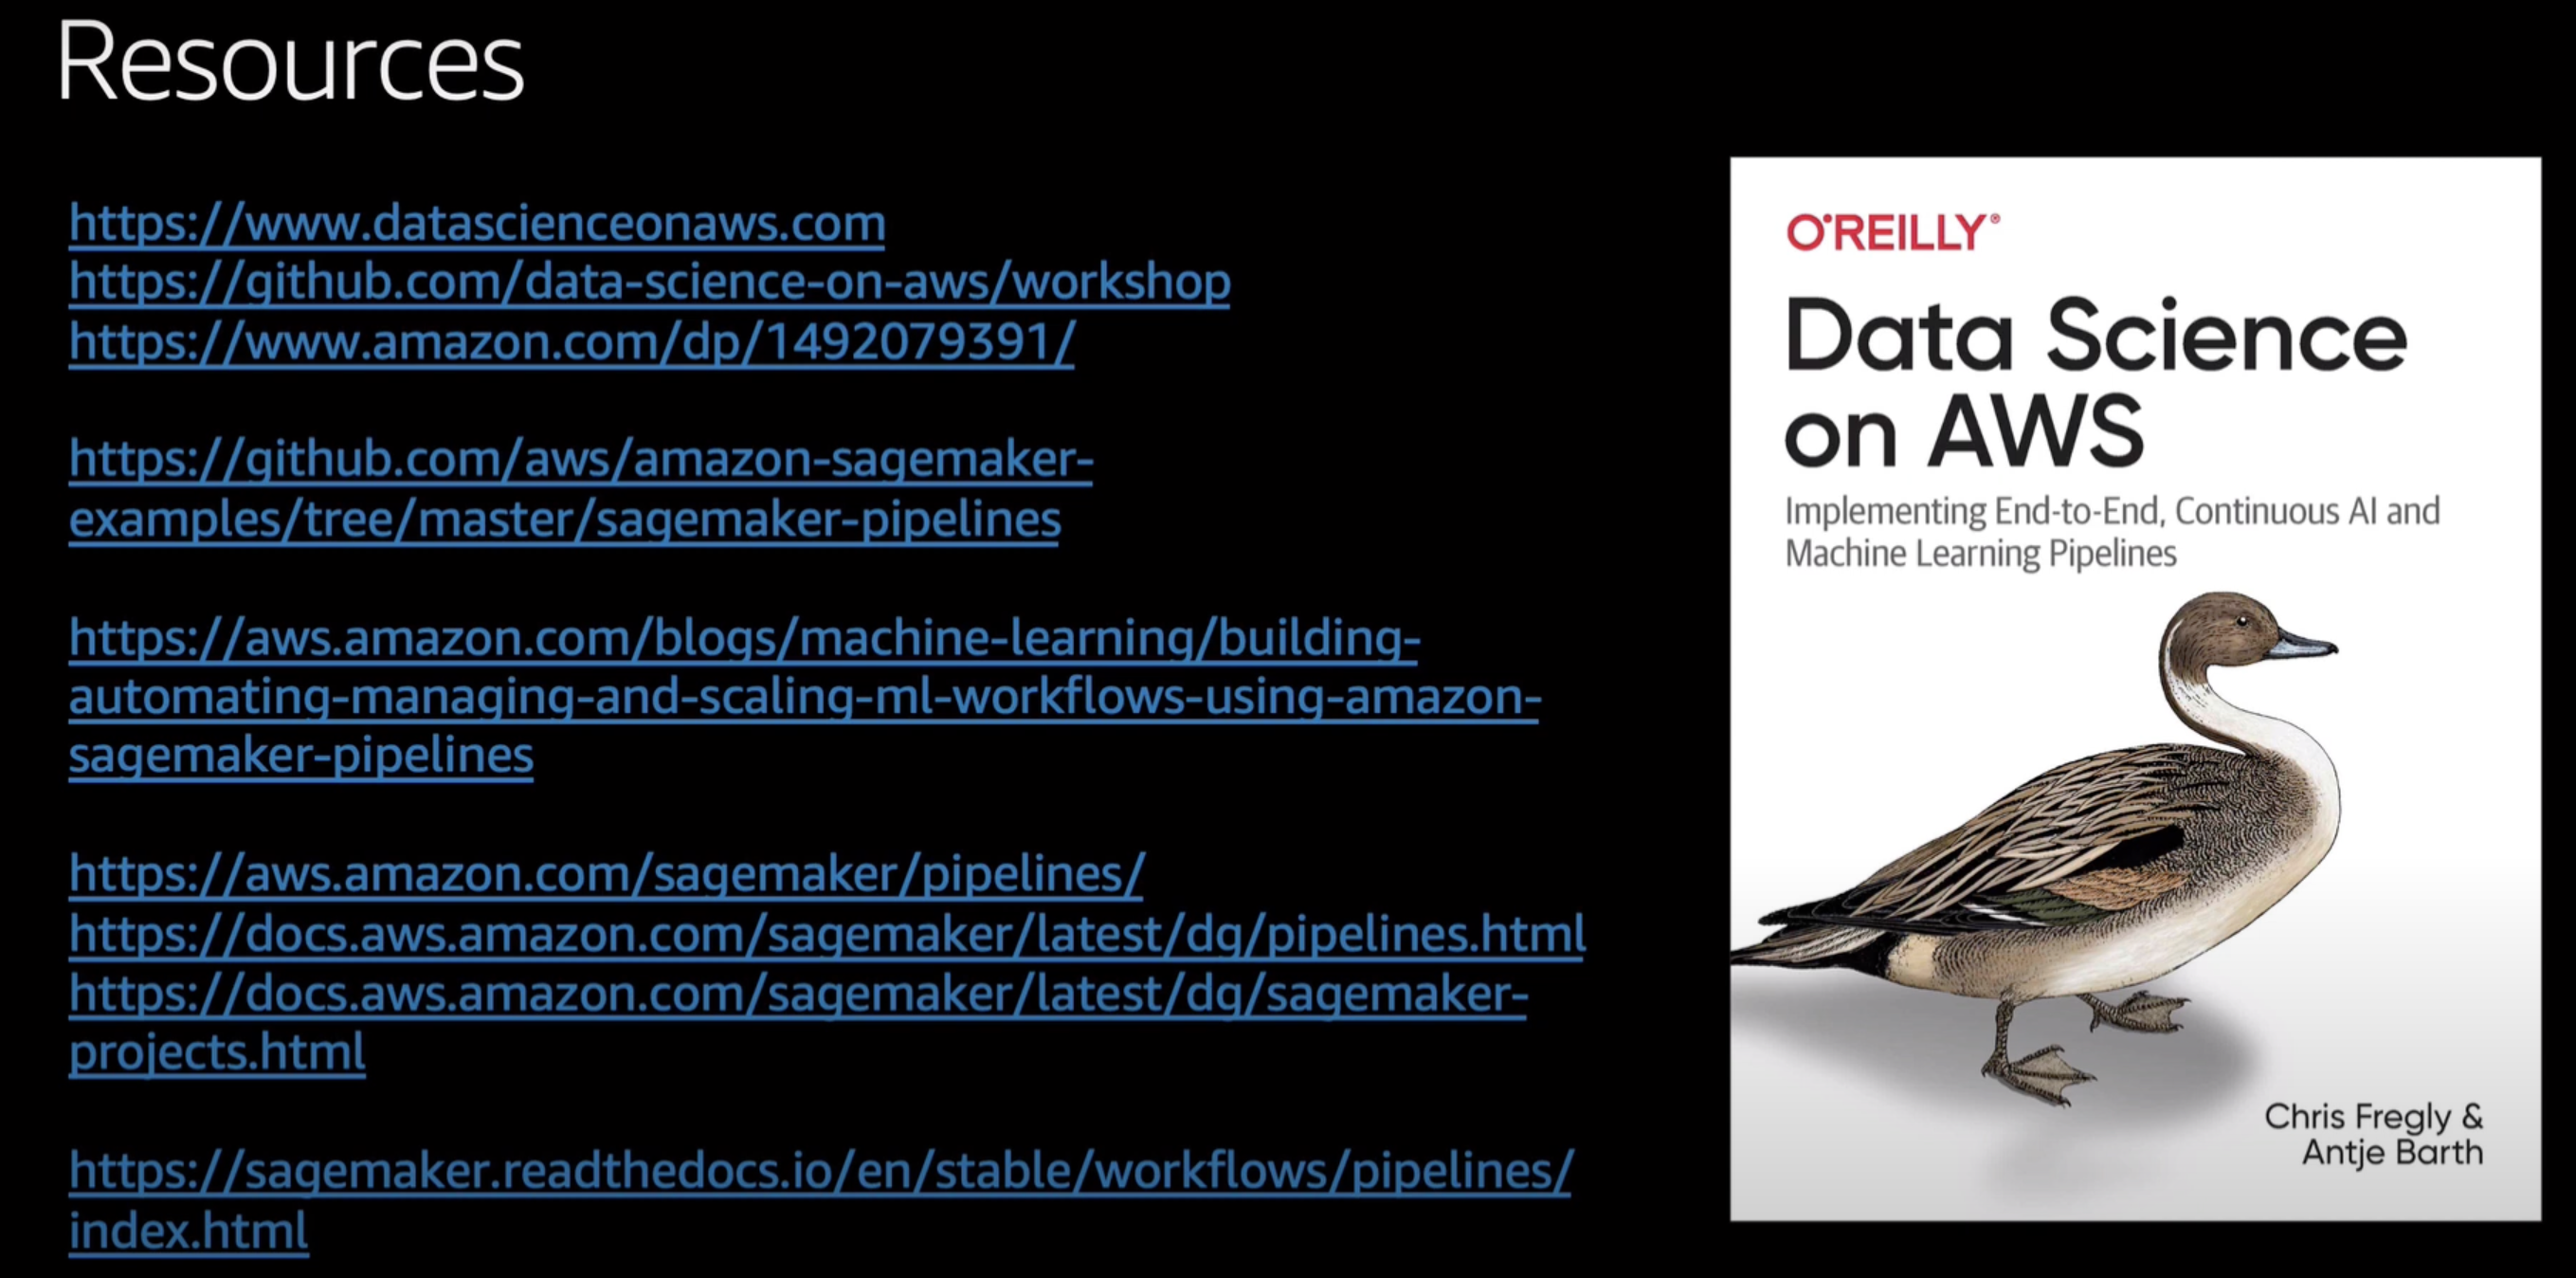 Resources
https://www.datascienceonaws.com
https://github.com/data-science-on-aws/workshop
https://www.amazon.com/dp/1492079391/
https://github.com/aws/amazon-sagemaker-
examples/tree/master/sagemaker-pipelines
https://aws.amazon.com/blogs/machine-learning/building-
automating-managing-and-scaling-ml-workflows-using-amazon-
sagemaker-pipelines
https://aws.amazon.com/sagemaker/pipelines/
https://docs.aws.amazon.com/sagemaker/latest/dg/pipelines.html
https://docs.aws.amazon.com/sagemaker/latest/dg/sagemaker-
projects.html
https://sagemaker.readthedocs.io/en/stable/workflows/pipelines/
index.html
O'REILLY®
Data Science
on AWS
Implementing End-to-End, Continuous AI and
Machine Learning Pipelines
Chris Fregly &
Antje Barth